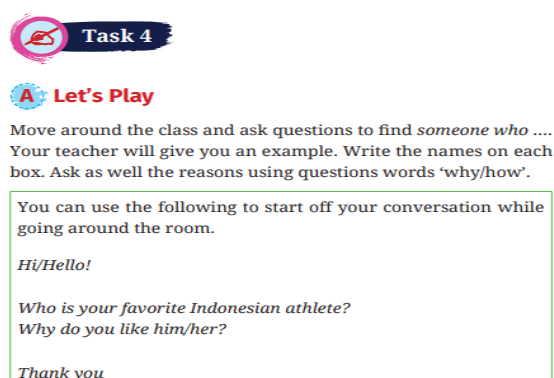 Task 4
A Let's Play
Move around the class and ask questions to find someone who ....
Your teacher will give you an example. Write the names on each
box. Ask as well the reasons using questions words ‘why/how’.
You can use the following to start off your conversation while
going around the room.
Hi/Hello!
Who is your favorite Indonesian athlete?
Why do you like him/her?
Thank you